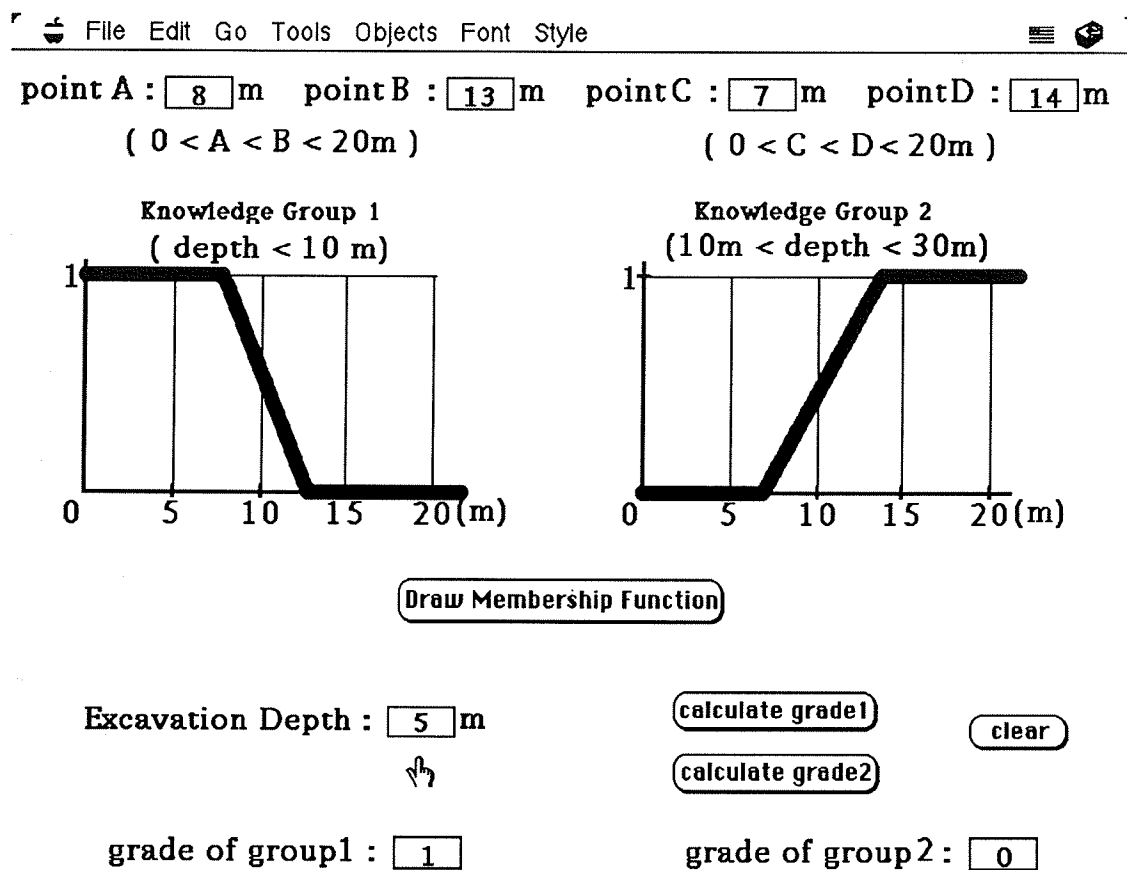 File Edit Go Tools Objects Font Style
point A : 8 m point B : 13 m point C : 7 m point D : 14 m
( 0 < A < B < 20m ) ( 0 < C < D < 20m )
Knowledge Group 1
( depth < 10 m)
1
0 5 10 15 20(m)
Knowledge Group 2
(10m < depth < 30m)
1
0 5 10 15 20(m)
Draw Membership Function
Excavation Depth : 5 m
calculate grade1
clear
calculate grade2
grade of group1 : 1 grade of group2 : 0